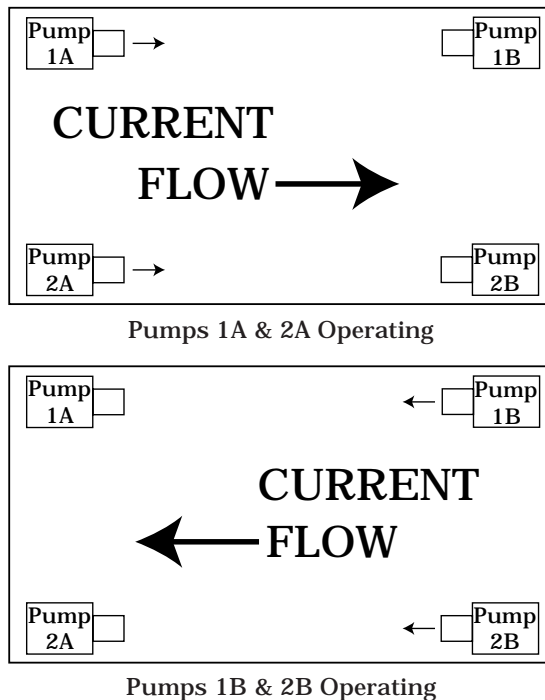 Pump
1A
Pump
1B
CURRENT
FLOW
Pump
2A
Pump
2B
Pumps 1A & 2A Operating
Pump
1A
Pump
1B
CURRENT
FLOW
Pump
2A
Pump
2B
Pumps 1B & 2B Operating